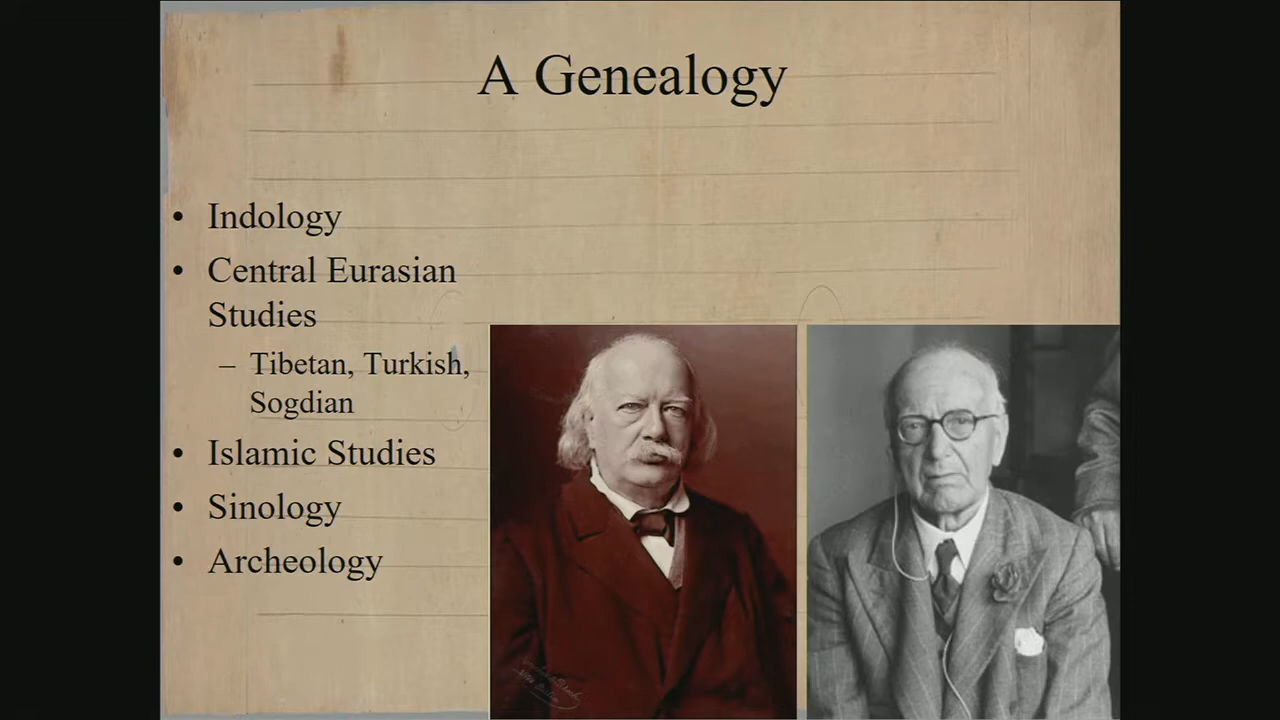 A Genealogy
• Indology
• Central Eurasian
Studies
– Tibetan, Turkish,
Sogdian
• Islamic Studies
• Sinology
• Archeology